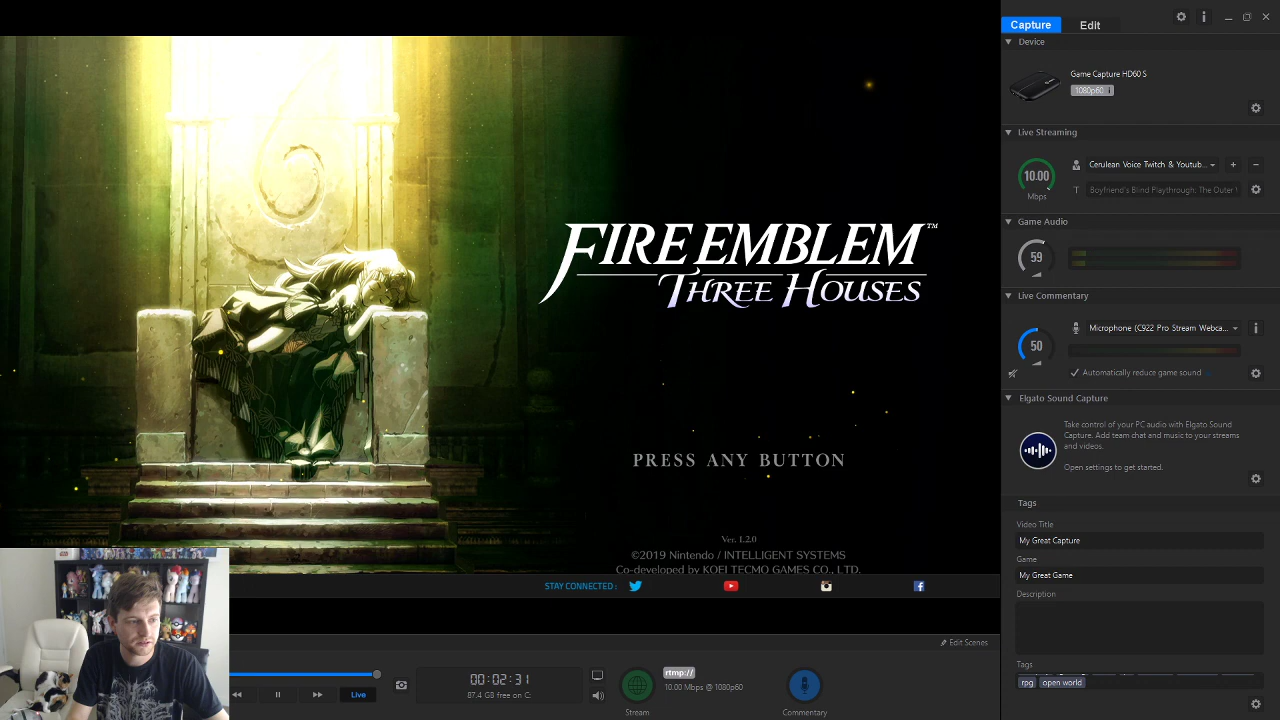 FIRE EMBLEM™
THREE HOUSES
PRESS ANY BUTTON
Ver. 1.2.0
©2019 Nintendo / INTELLIGENT SYSTEMS
Co-developed by KOEI TECMO GAMES CO., LTD.
STAY CONNECTED :
Edit Scenes
Live
00:02:31
87.4 GB free on C:
Stream
rtmp://
10.00 Mbps @ 1080p60
Commentary
Capture
Edit
Device
Game Capture HD60 S
1080p60
Live Streaming
10.00
Mbps
Cerulean Voice Twitch & Youtub...
T
Boyfriend's Blind Playthrough: The Outer
Game Audio
59
Live Commentary
50
Microphone (C922 Pro Stream Webca...
Automatically reduce game sound
Elgato Sound Capture
Take control of your PC audio with Elgato Sound
Capture. Add team chat and music to your streams
and videos.
Open settings to get started.
Tags
Video Title
My Great Capture
Game
My Great Game
Description
Tags
rpg
open world